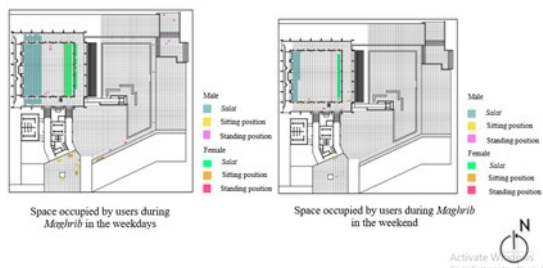 Male
Salat
Sitting position
Standing position
Female
Salat
Sitting position
Standing position
Space occupied by users during
Maghrib in the weekdays
Male
Salat
Sitting position
Standing position
Female
Salat
Sitting position
Standing position
Space occupied by users during Maghrib
in the weekend
N
Activate Windows